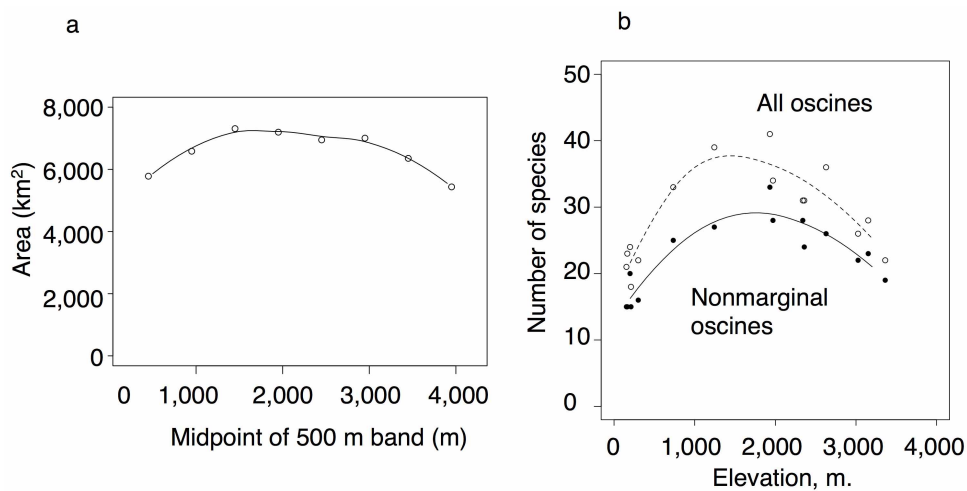 a
8,000
6,000
4,000
2,000
0
Area (km²)
0 1,000 2,000 3,000 4,000
Midpoint of 500 m band (m)
b
50
40
30
20
10
0
Number of species
All oscines
Nonmarginal
oscines
0 1,000 2,000 3,000 4,000
Elevation, m.